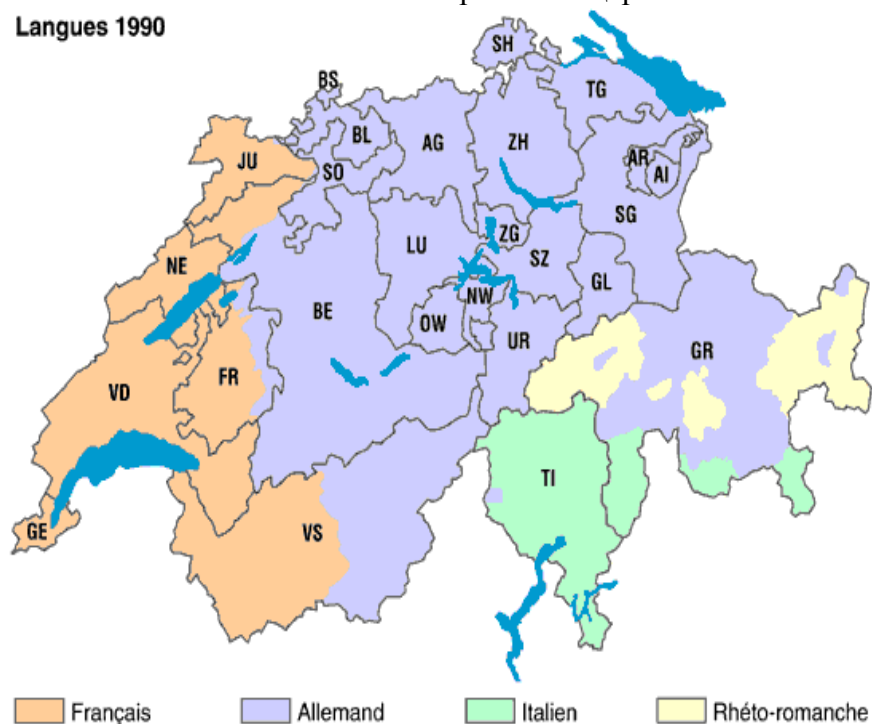 Langues 1990
SH
BS
TG
BL
AG
ZH
JU
SO
AR
AI
SG
LU
ZG
SZ
NE
GL
NW
BE
OW
UR
GR
FR
VD
TI
VS
GE
Français
Allemand
Italien
Rhéto-romanche